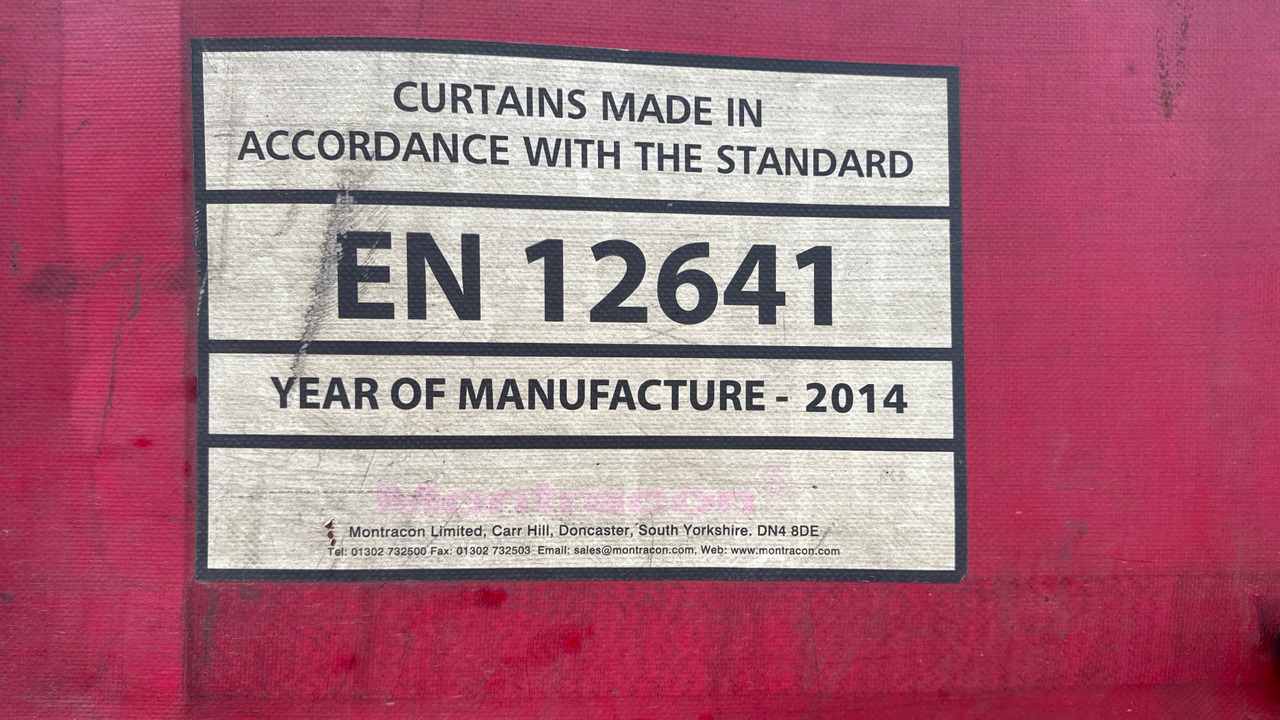 CURTAINS MADE IN
ACCORDANCE WITH THE STANDARD
EN 12641
YEAR OF MANUFACTURE - 2014
Montracon®
Montracon Limited, Carr Hill, Doncaster, South Yorkshire. DN4 8DE
Tel: 01302 732500 Fax: 01302 732503 Email: sales@montracon.com, Web: www.montracon.com